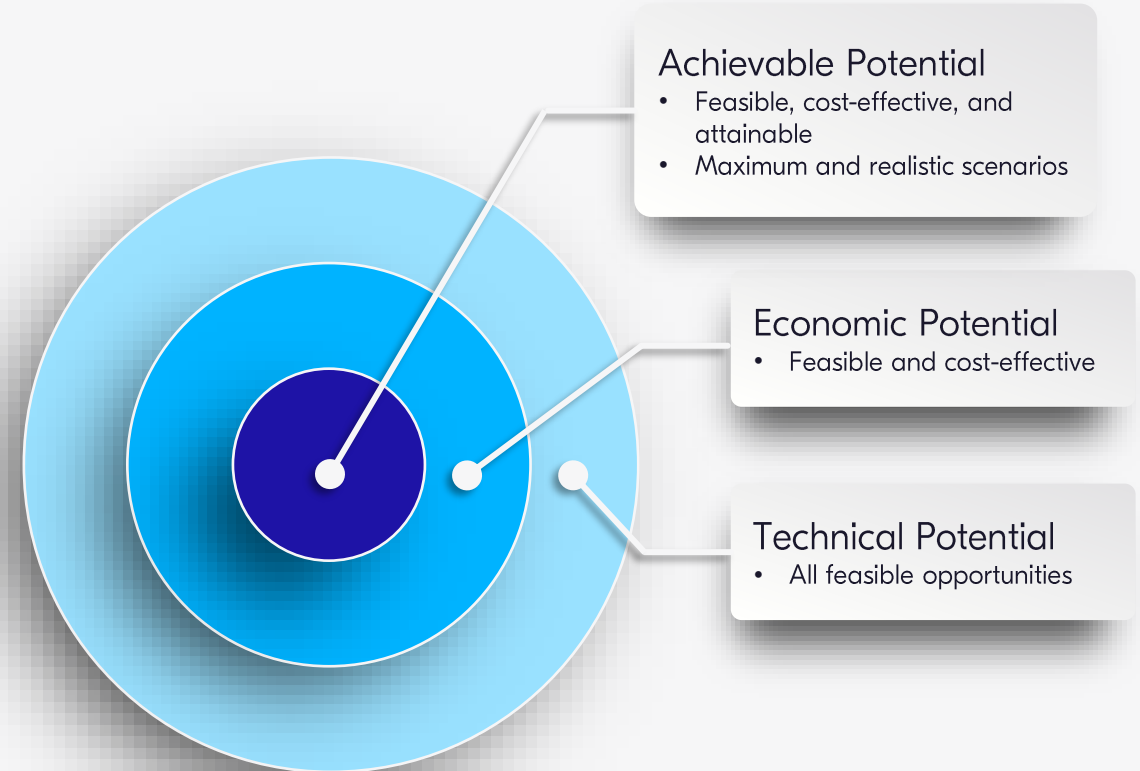 Achievable Potential
• Feasible, cost-effective, and
attainable
• Maximum and realistic scenarios
Economic Potential
• Feasible and cost-effective
Technical Potential
• All feasible opportunities